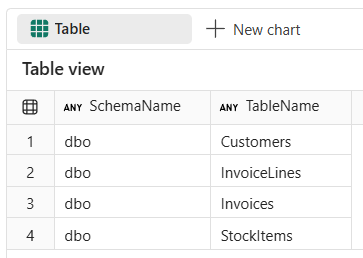 Table + New chart
Table view
ANY SchemaName ANY TableName
1 dbo Customers
2 dbo InvoiceLines
3 dbo Invoices
4 dbo StockItems